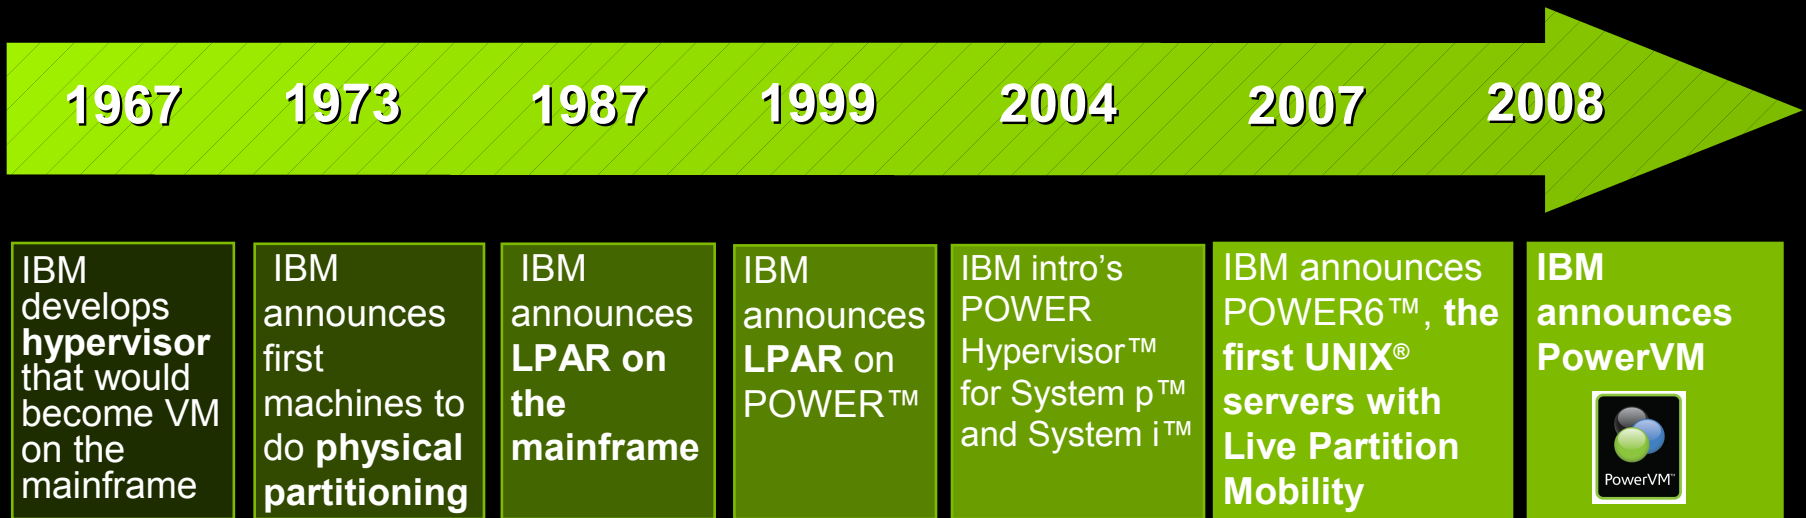 1967 1973 1987 1999 2004 2007 2008
IBM
develops
hypervisor
that would
become VM
on the
mainframe
IBM
announces
first
machines to
do physical
partitioning
IBM
announces
LPAR on
the
mainframe
IBM
announces
LPAR on
POWER™
IBM intro’s
POWER
Hypervisor™
for System p™
and System i™
IBM announces
POWER6™, the
first UNIX®
servers with
Live Partition
Mobility
IBM
announces
PowerVM
PowerVM™